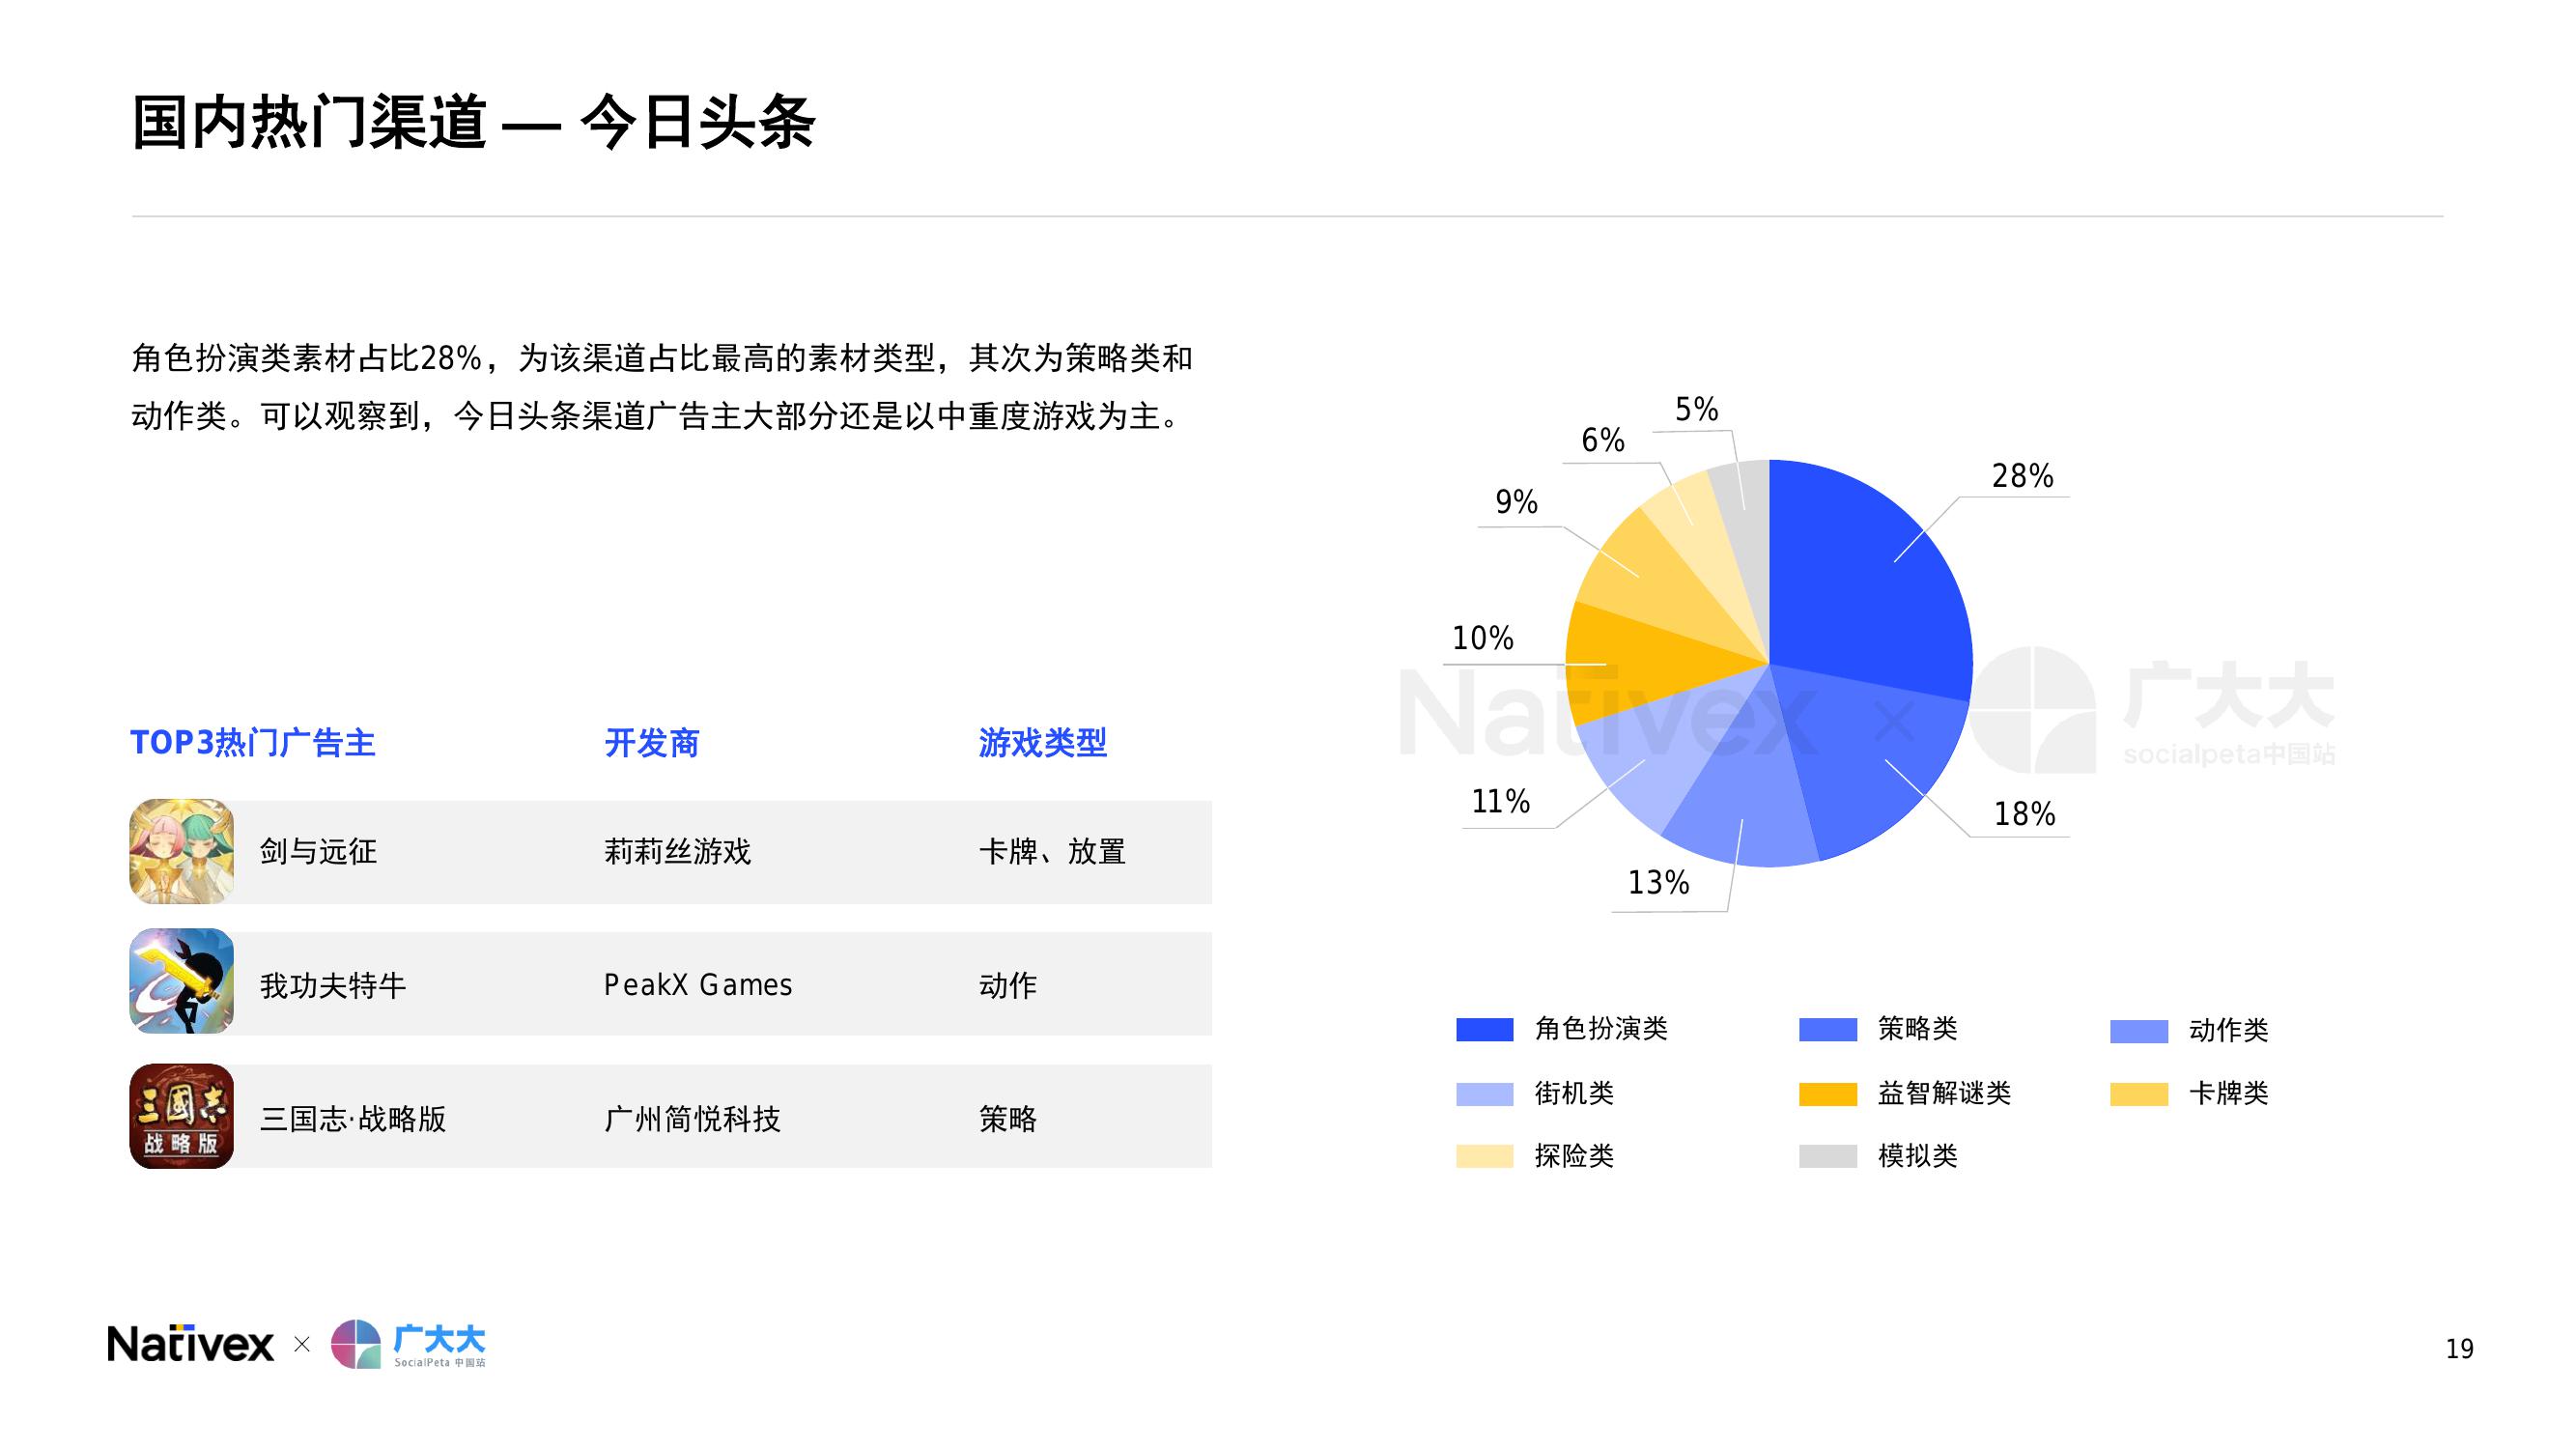 国内热门渠道 — 今日头条
角色扮演类素材占比28%，为该渠道占比最高的素材类型，其次为策略类和
动作类。可以观察到，今日头条渠道广告主大部分还是以中重度游戏为主。
TOP3热门广告主 开发商 游戏类型
剑与远征 莉莉丝游戏 卡牌、放置
我功夫特牛 PeakX Games 动作
三國志 战略版
三国志·战略版 广州简悦科技 策略
5%
6%
28%
9%
10%
11%
18%
13%
Nativex × 广大大
socialpeta中国站
角色扮演类 策略类 动作类
街机类 益智解谜类 卡牌类
探险类 模拟类
Nativex × 广大大
SocialPeta 中国站
19